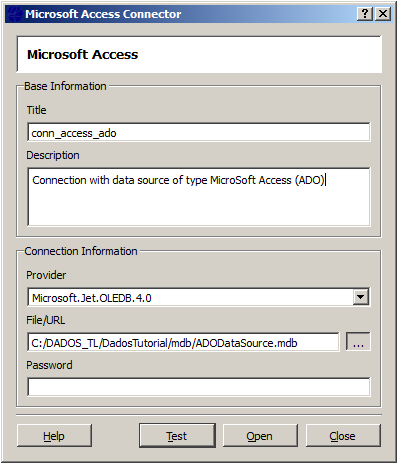 Microsoft Access Connector
Microsoft Access
Base Information
Title
conn_access_ado
Description
Connection with data source of type MicroSoft Access (ADO)
Connection Information
Provider
Microsoft.Jet.OLEDB.4.0
File/URL
C:/DADOS_TL/DadosTutorial/mdb/ADODataSource.mdb ...
Password
Help Test Open Close